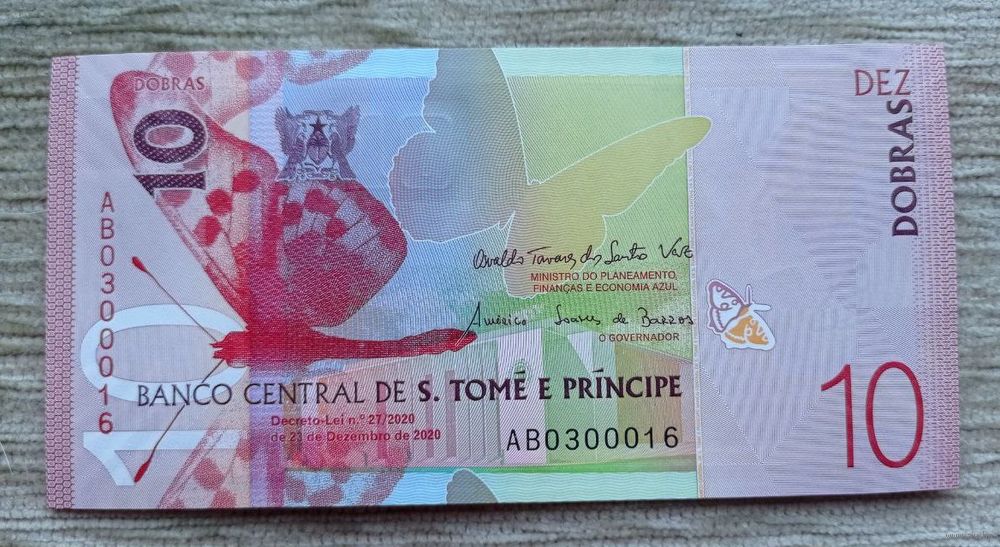 DOBRAS
10
DEZ
DOBRAS
AB0300016
Osvaldo Tavares dos Santos Vaz
MINISTRO DO PLANEAMENTO,
FINANÇAS E ECONOMIA AZUL
Américo Soares de Barros
O GOVERNADOR
10
BANCO CENTRAL DE S. TOMÉ E PRÍNCIPE
Decreto-Lei n.º 27/2020
de 23 de Dezembro de 2020
AB0300016
10